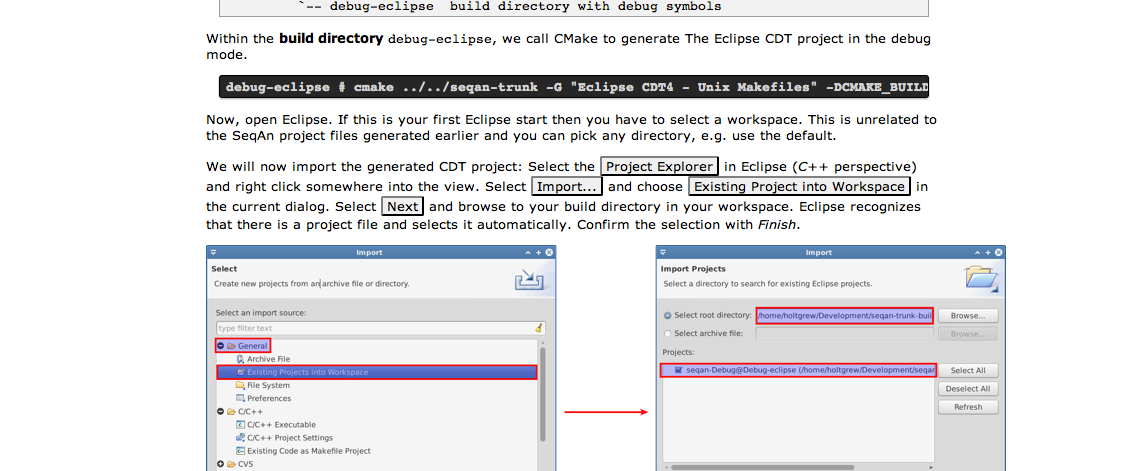 `-- debug-eclipse  build directory with debug symbols
Within the build directory debug-eclipse, we call CMake to generate The Eclipse CDT project in the debug
mode.
debug-eclipse # cmake ../../seqan-trunk -G "Eclipse CDT4 - Unix Makefiles" -DCMAKE_BUILD
Now, open Eclipse. If this is your first Eclipse start then you have to select a workspace. This is unrelated to
the SeqAn project files generated earlier and you can pick any directory, e.g. use the default.
We will now import the generated CDT project: Select the Project Explorer in Eclipse (C++ perspective)
and right click somewhere into the view. Select Import... and choose Existing Project into Workspace in
the current dialog. Select Next and browse to your build directory in your workspace. Eclipse recognizes
that there is a project file and selects it automatically. Confirm the selection with Finish.
Import
Select
Create new projects from an archive file or directory.
Select an import source:
type filter text
General
Archive File
Existing Projects into Workspace
File System
Preferences
C/C++
C/C++ Executable
C/C++ Project Settings
Existing Code as Makefile Project
CVS
Import
Import Projects
Select a directory to search for existing Eclipse projects.
Select root directory: /home/holtgrew/Development/seqan-trunk-buil Browse...
Select archive file: Browse...
Projects:
seqan-Debug@Debug-eclipse (/home/holtgrew/Development/seqan Select All
Deselect All
Refresh